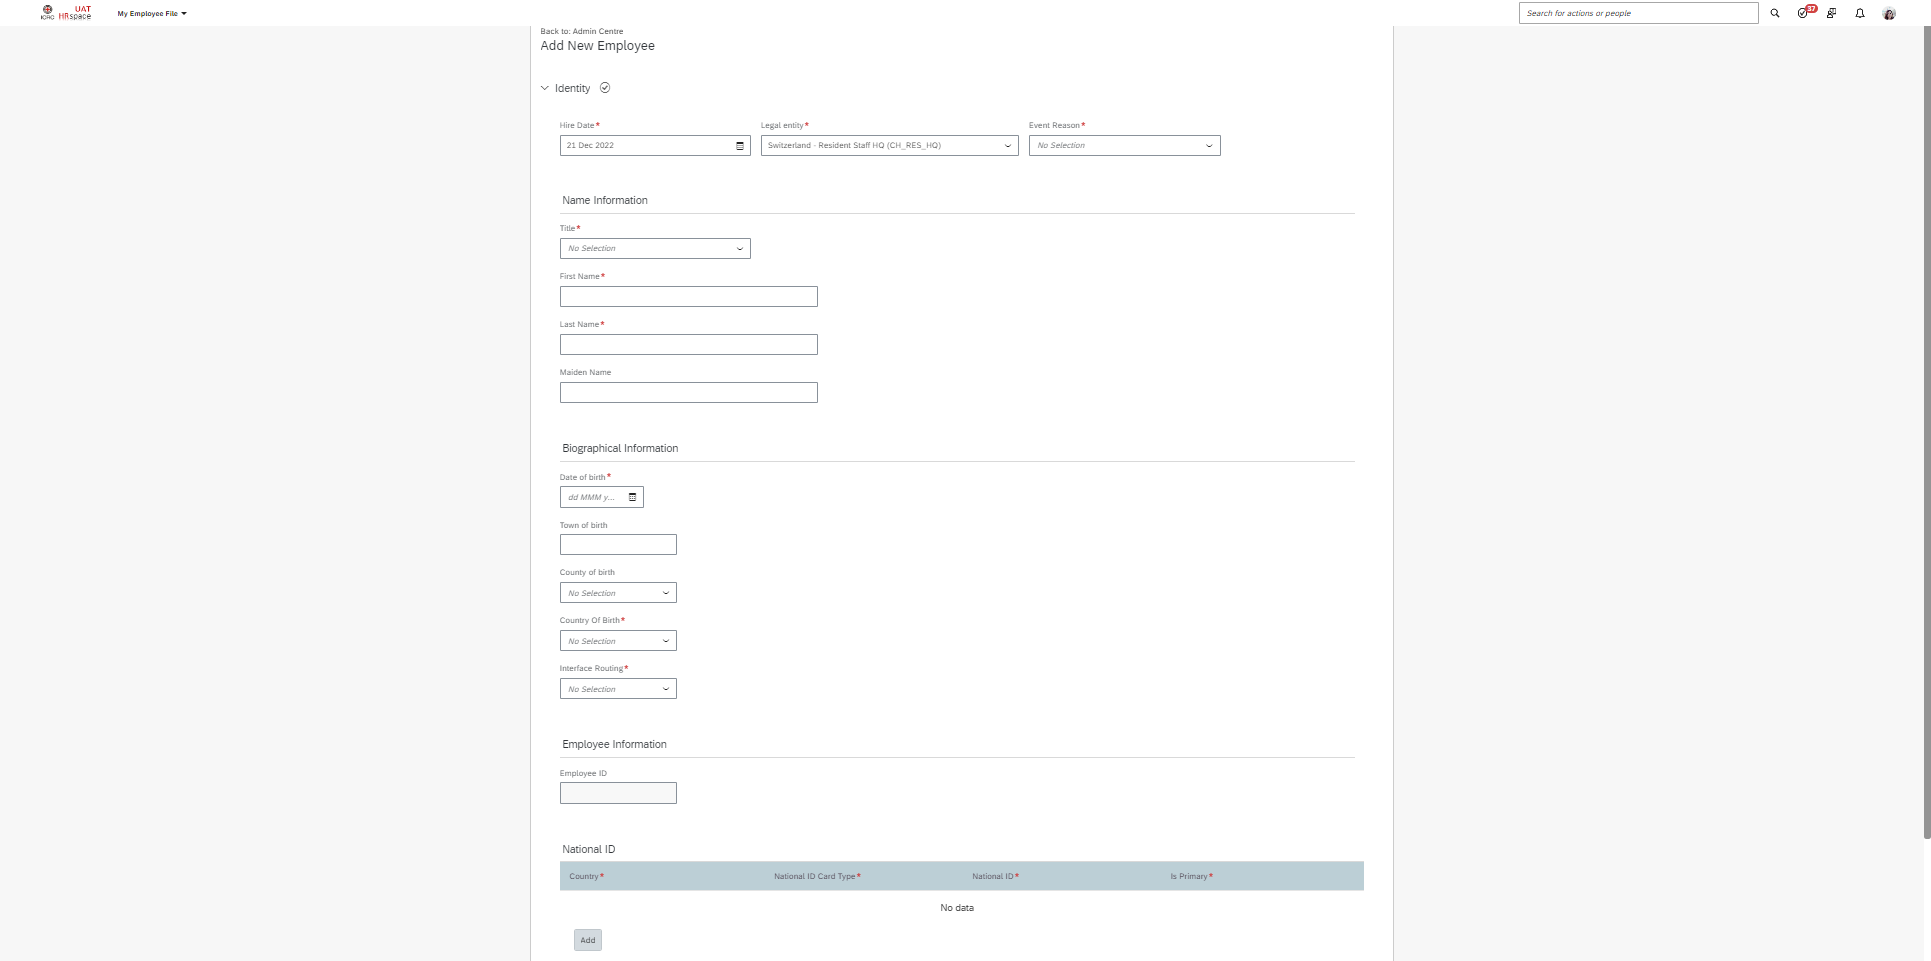 UAT
ICRC HRspace
My Employee File
Search for actions or people
37
Back to: Admin Centre
Add New Employee
Identity
Hire Date* Legal entity* Event Reason*
21 Dec 2022 Switzerland - Resident Staff HQ (CH_RES_HQ) No Selection
Name Information
Title*
No Selection
First Name*
Last Name*
Maiden Name
Biographical Information
Date of birth*
dd MMM y...
Town of birth
County of birth
No Selection
Country Of Birth*
No Selection
Interface Routing*
No Selection
Employee Information
Employee ID
National ID
Country* National ID Card Type* National ID* Is Primary*
No data
Add